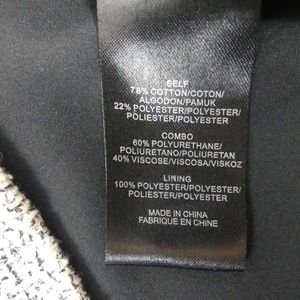 SELF
78% COTTON/COTON/
ALGODON/PAMUK
22% POLYESTER/POLYESTER/
POLIESTER/POLYESTER
COMBO
60% POLYURETHANE/
POLIURETANO/POLIURETAN
40% VISCOSE/VISCOSA/VISKOZ
LINING
100% POLYESTER/POLYESTER/
POLIESTER/POLYESTER
MADE IN CHINA
FABRIQUE EN CHINE